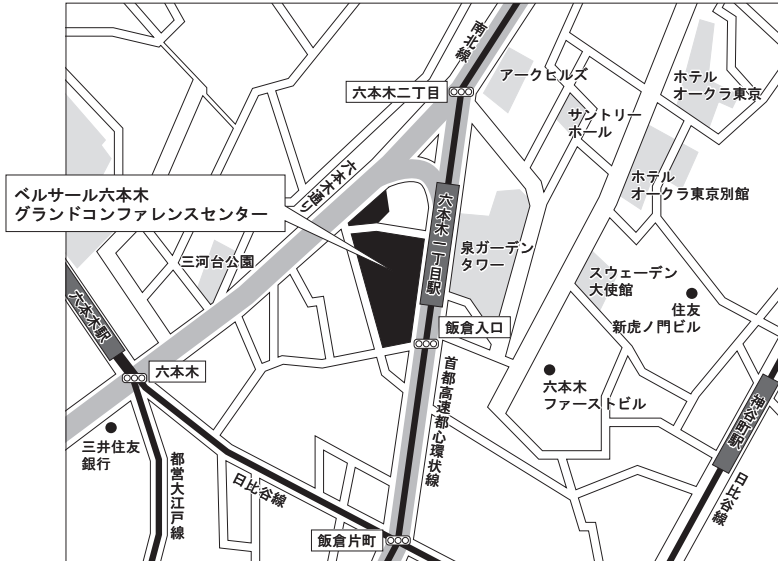 南北線
アークヒルズ
ホテル
オークラ東京
六本木二丁目
サントリー
ホール
六本木通り
ホテル
オークラ東京別館
ベルサール六本木
グランドコンファレンスセンター
六本木一丁目駅
泉ガーデン
タワー
三河台公園
スウェーデン
大使館
六本木駅
住友
新虎ノ門ビル
飯倉入口
六本木
首都高速都心環状線
六本木
ファーストビル
神谷町駅
三井住友
銀行
都営大江戸線
日比谷線
日比谷線
飯倉片町